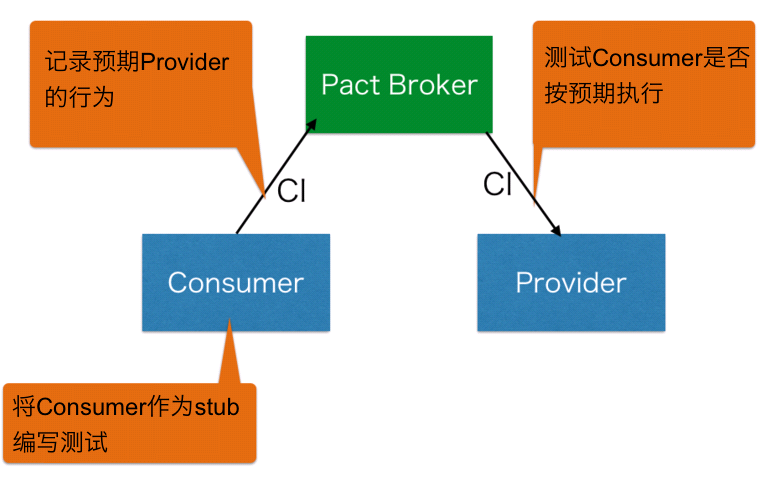 记录预期Provider
的行为
Pact Broker
测试Consumer是否
按预期执行
CI
CI
Consumer
Provider
将Consumer作为stub
编写测试